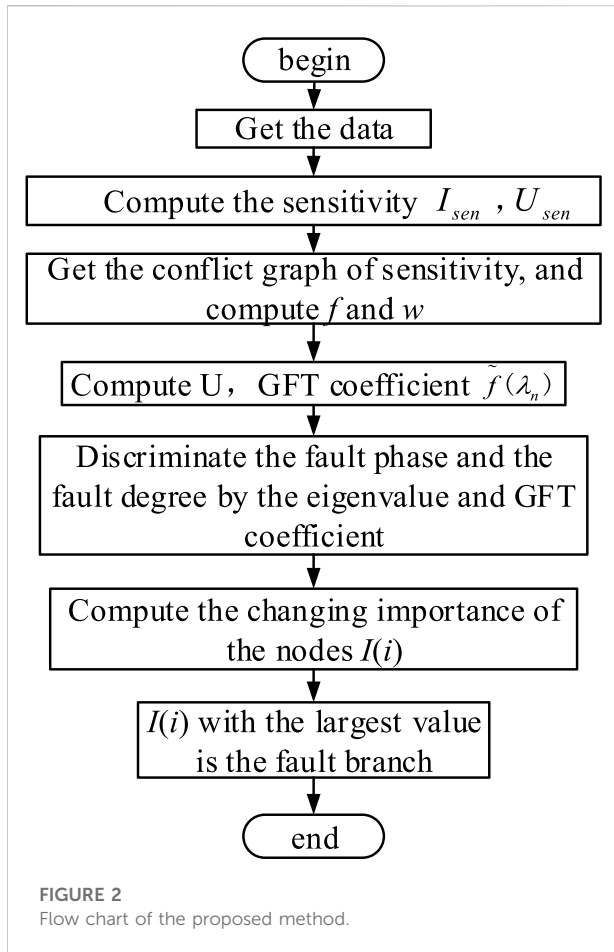 begin
Get the data
Compute the sensitivity I_sen , U_sen
Get the conflict graph of sensitivity, and
compute f and w
Compute U, GFT coefficient f̃(λ_n)
Discriminate the fault phase and the
fault degree by the eigenvalue and GFT
coefficient
Compute the changing importance of
the nodes I(i)
I(i) with the largest value
is the fault branch
end
FIGURE 2
Flow chart of the proposed method.